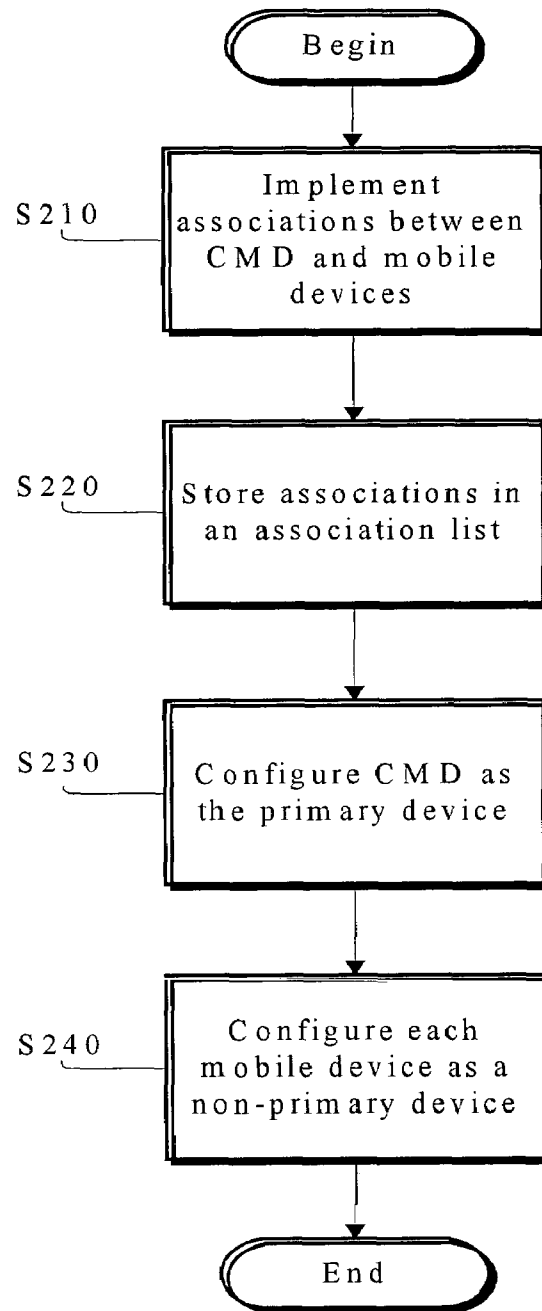 Begin
S210
Implement
associations between
CMD and mobile
devices
S220
Store associations in
an association list
S230
Configure CMD as
the primary device
S240
Configure each
mobile device as a
non-primary device
End